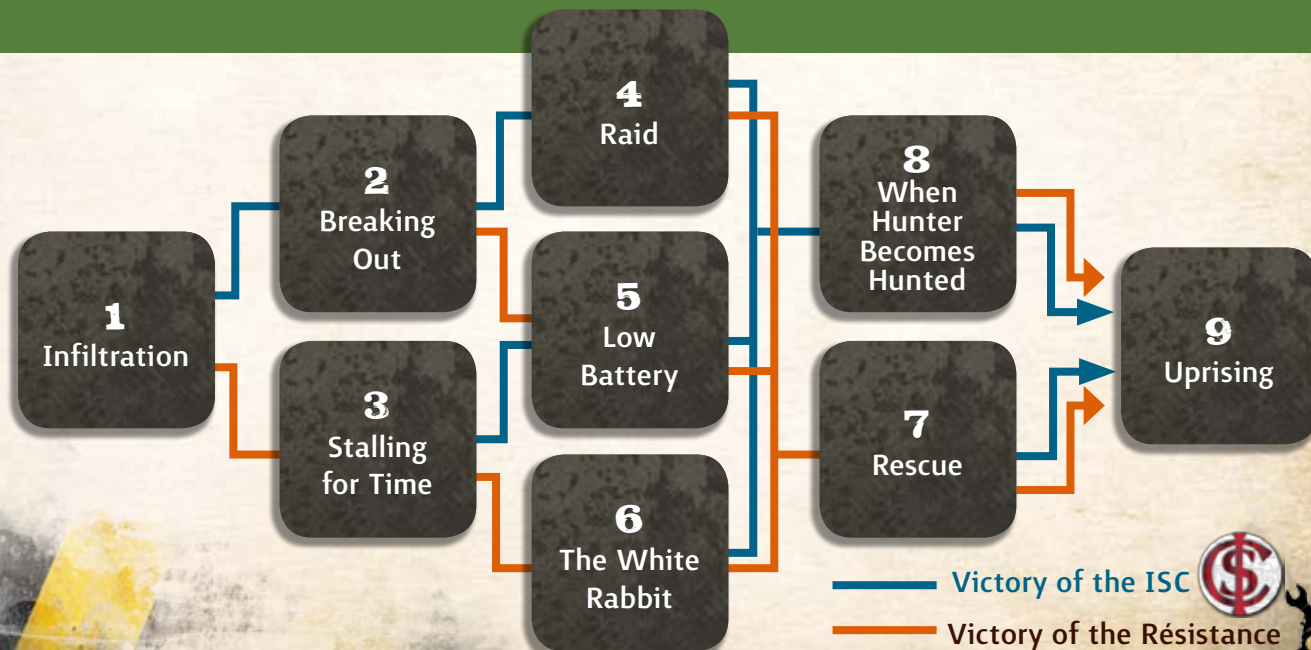 1
Infiltration
2
Breaking
Out
3
Stalling
for Time
4
Raid
5
Low
Battery
6
The White
Rabbit
8
When
Hunter
Becomes
Hunted
7
Rescue
9
Uprising
Victory of the ISC
ISC
Victory of the Résistance